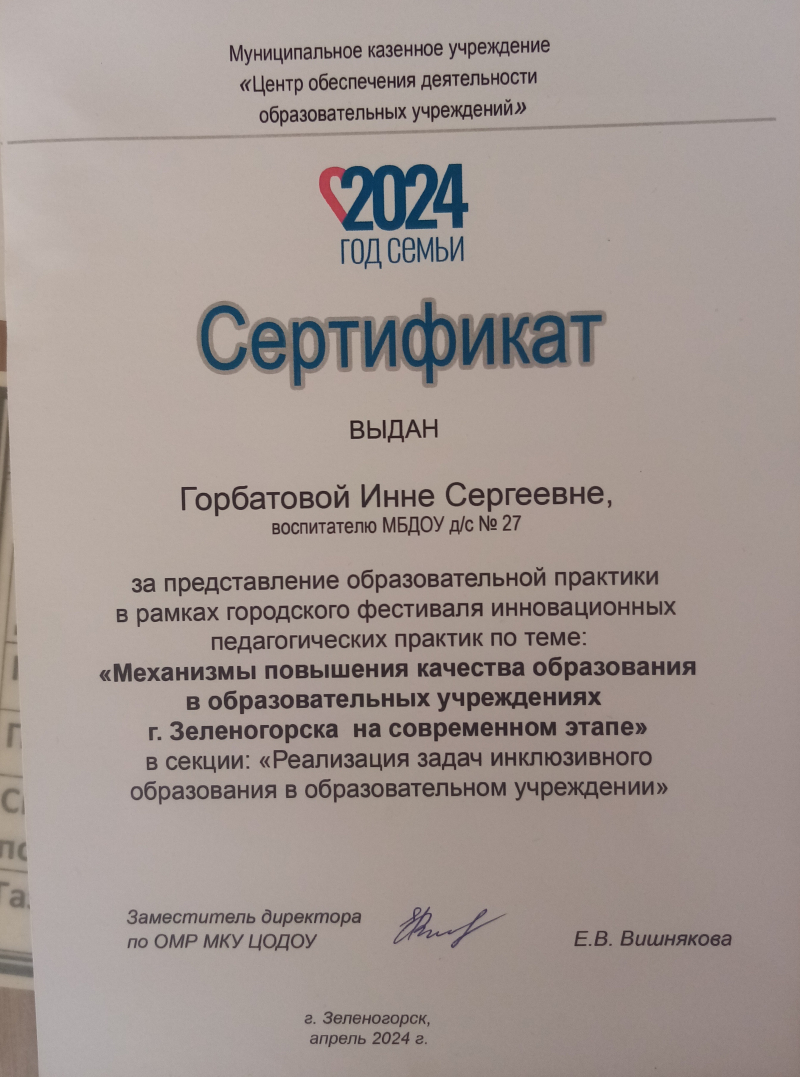 Муниципальное казенное учреждение
«Центр обеспечения деятельности
образовательных учреждений»
2024
ГОД СЕМЬИ
Сертификат
ВЫДАН
Горбатовой Инне Сергеевне,
воспитателю МБДОУ д/с № 27
за представление образовательной практики
в рамках городского фестиваля инновационных
педагогических практик по теме:
«Механизмы повышения качества образования
в образовательных учреждениях
г. Зеленогорска на современном этапе»
в секции: «Реализация задач инклюзивного
образования в образовательном учреждении»
Заместитель директора
по ОМР МКУ ЦОДОУ
Е.В. Вишнякова
г. Зеленогорск,
апрель 2024 г.